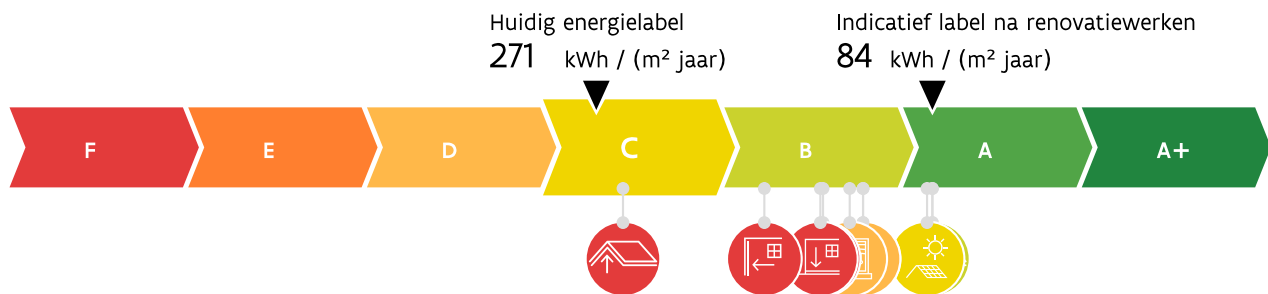 Huidig energielabel
271 kWh / (m² jaar)
Indicatief label na renovatiewerken
84 kWh / (m² jaar)
F E D C B A A+